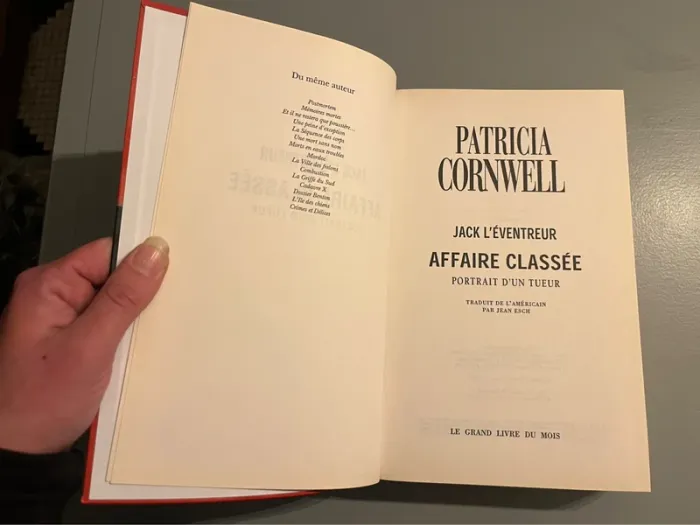 Du même auteur
Postmortem
Mémoires mortes
Et il ne restera que poussière...
Une peine d'exception
La Séquence des corps
Une mort sans nom
Morts en eaux troubles
Mordoc
La Ville des frelons
Combustion
La Griffe du Sud
Cadavre X
Dossier Benton
L'Île des chiens
Crimes et Délices
PATRICIA
CORNWELL
JACK L'ÉVENTREUR
AFFAIRE CLASSÉE
PORTRAIT D'UN TUEUR
TRADUIT DE L'AMÉRICAIN
PAR JEAN ESCH
LE GRAND LIVRE DU MOIS